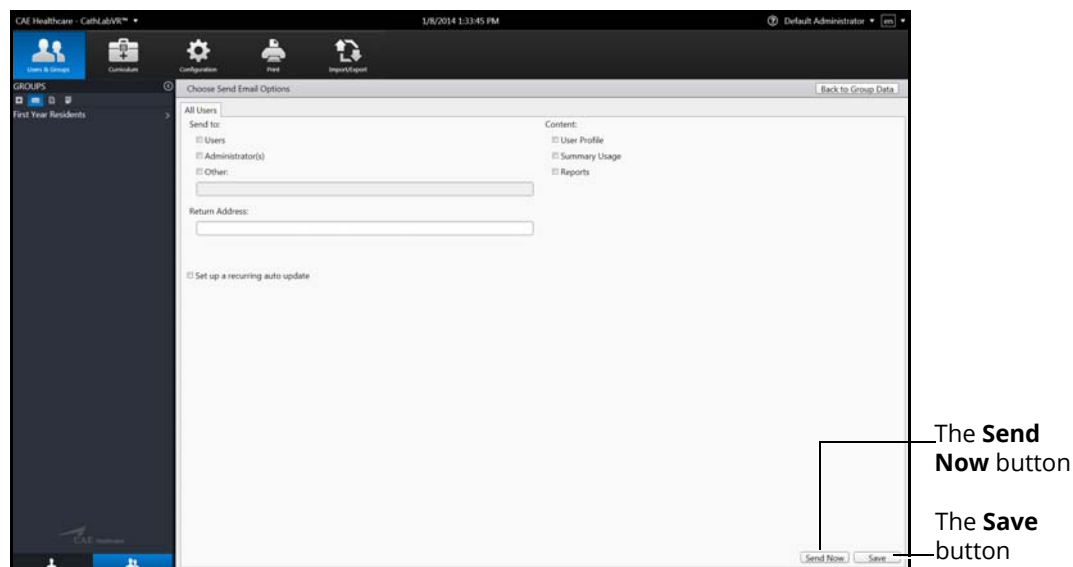 CAE Healthcare - CathLabVR™
1/8/2014 1:33:45 PM
Default Administrator
en
Users & Groups
Curriculum
Configuration
Print
Import/Export
GROUPS
First Year Residents
Choose Send Email Options
Back to Group Data
All Users
Send to:
Users
Administrator(s)
Other:
Return Address:
Set up a recurring auto update
Content:
User Profile
Summary Usage
Reports
CAE Healthcare
Send Now
Save
The Send
Now button
The Save
button